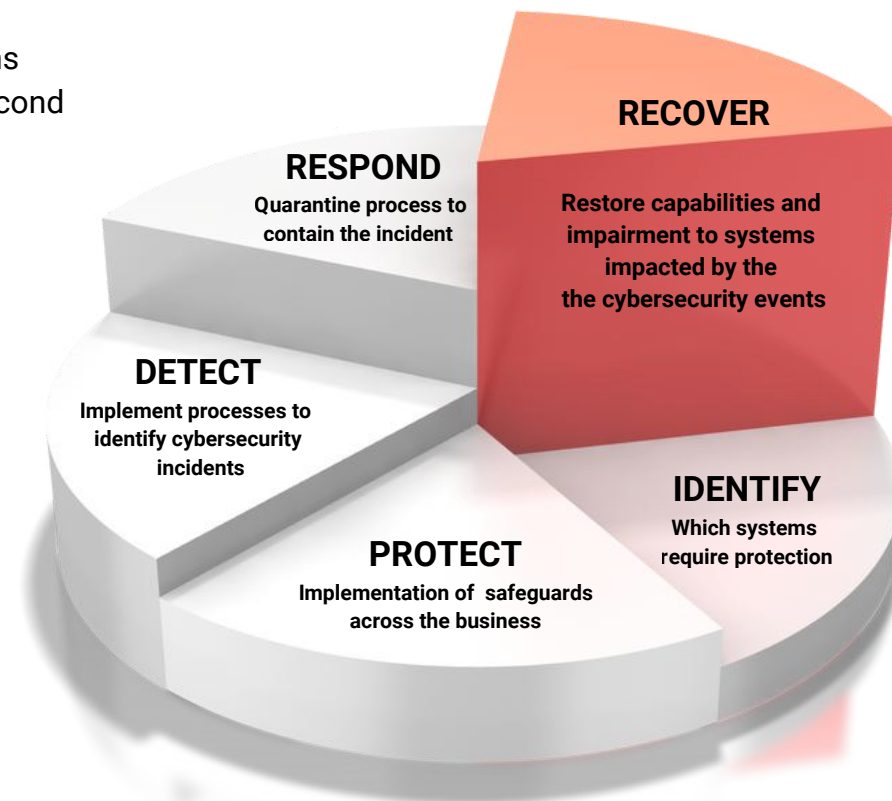 ns
cond
RECOVER
Restore capabilities and
impairment to systems
impacted by the
the cybersecurity events
RESPOND
Quarantine process to
contain the incident
DETECT
Implement processes to
identify cybersecurity
incidents
PROTECT
Implementation of safeguards
across the business
IDENTIFY
Which systems
require protection